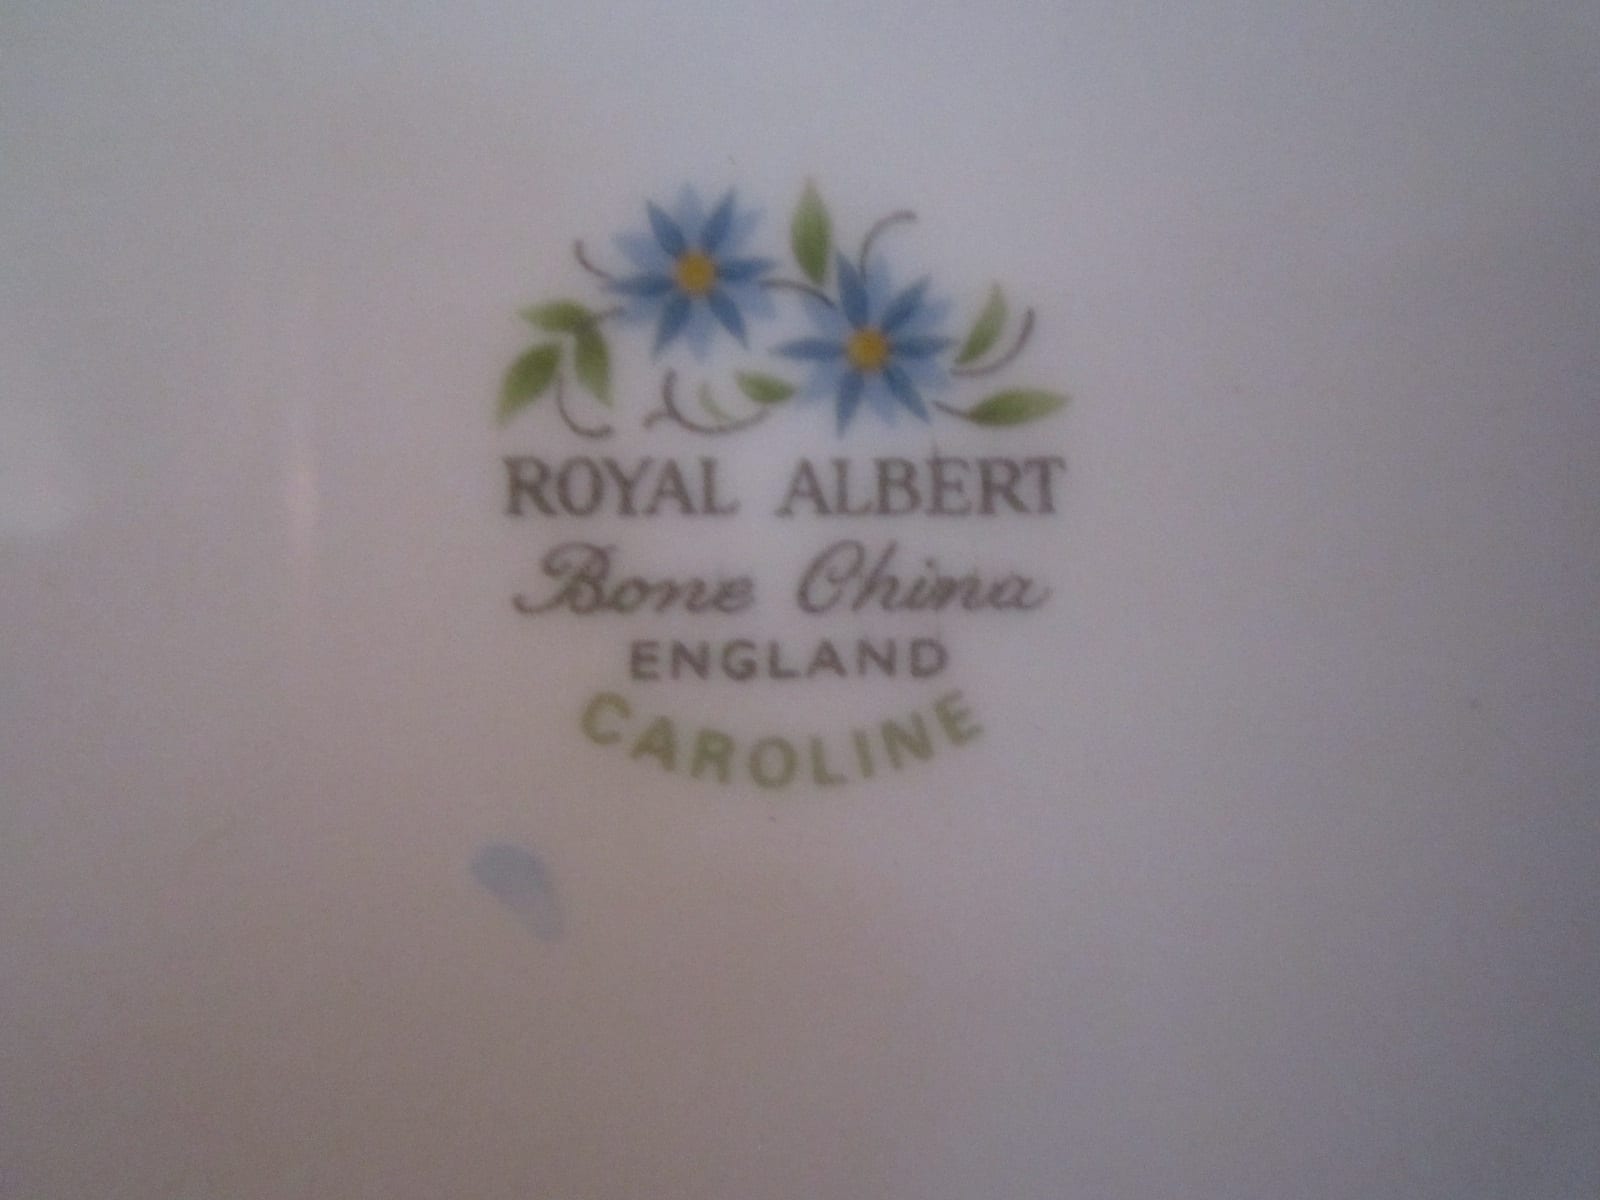 ROYAL ALBERT
Bone China
ENGLAND
CAROLINE